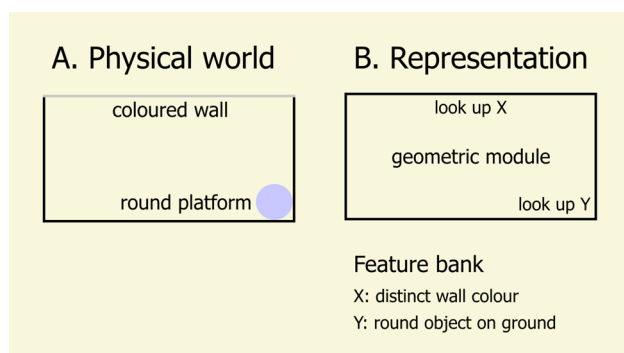 A. Physical world
coloured wall
round platform
B. Representation
look up X
geometric module
look up Y
Feature bank
X: distinct wall colour
Y: round object on ground